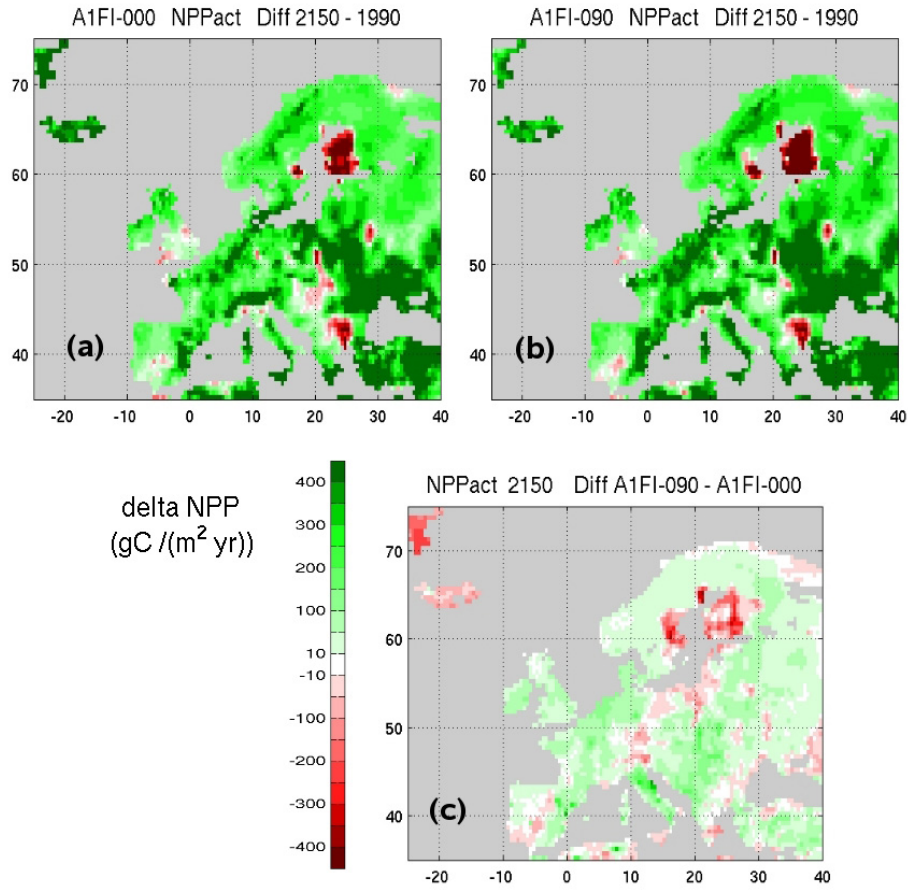 A1FI-000 NPPact Diff 2150 - 1990
A1FI-090 NPPact Diff 2150 - 1990
70
60
50
40
(a)
-20 -10 0 10 20 30 40
70
60
50
40
(b)
-20 -10 0 10 20 30 40
delta NPP
(gC /(m² yr))
400
300
200
100
10
-10
-100
-200
-300
-400
NPPact 2150 Diff A1FI-090 - A1FI-000
70
60
50
40
(c)
-20 -10 0 10 20 30 40